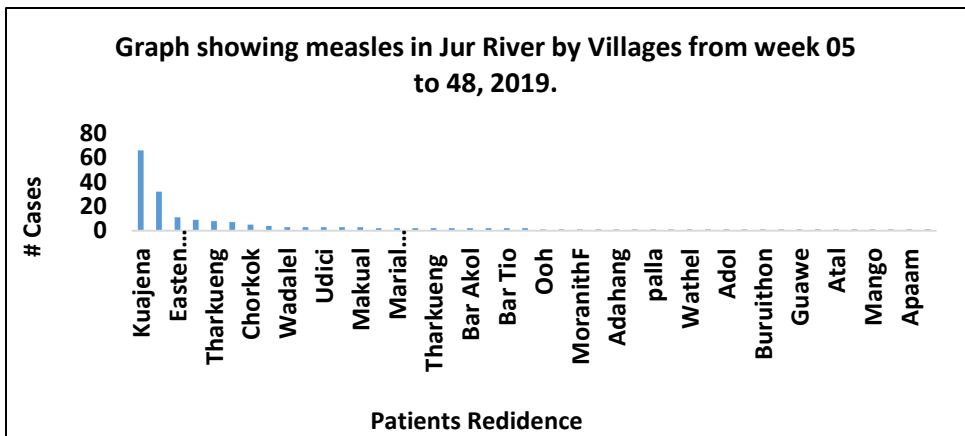 Graph showing measles in Jur River by Villages from week 05
to 48, 2019.
80
60
40
20
0
# Cases
Kuajena
Easten...
Tharkueng
Chorkok
Wadalel
Udici
Makual
Marial...
Tharkueng
Bar Akol
Bar Tio
Ooh
MoranithF
Adahang
palla
Wathel
Adol
Buruithon
Guawe
Atal
Mango
Apaam
Patients Redidence